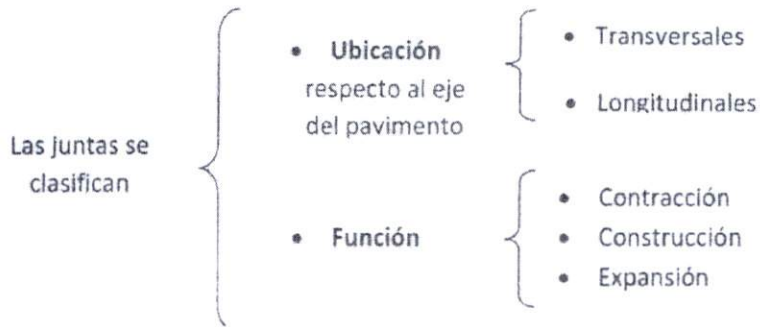 Las juntas se
clasifican
• Ubicación
respecto al eje
del pavimento
• Transversales
• Longitudinales
• Función
• Contracción
• Construcción
• Expansión